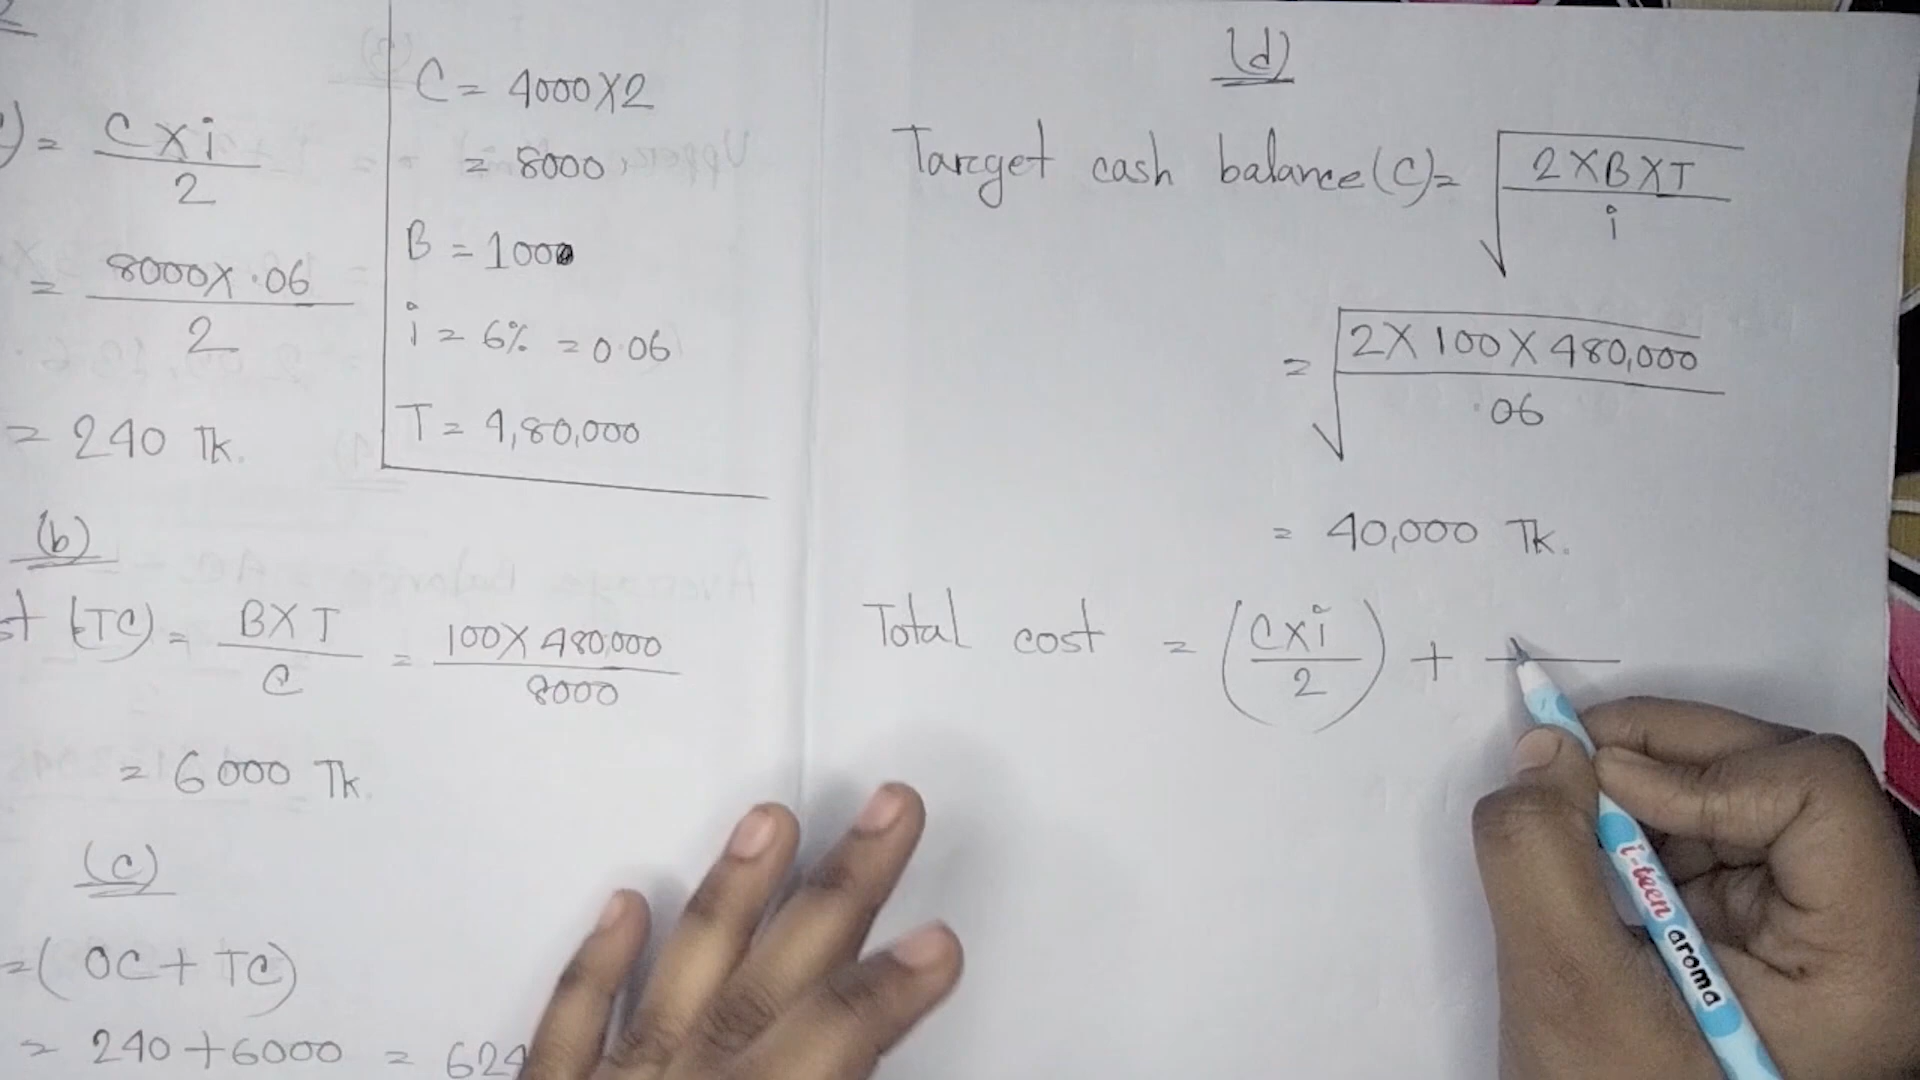 ) = C X i / 2
= 8000 X .06 / 2
= 240 Tk.
C = 4000 X 2
= 8000
B = 100
i = 6% = 0.06
T = 4,80,000
(b)
(TC) = B X T / C = 100 X 480,000 / 8000
= 6000 Tk.
(c)
= (OC + TC)
= 240 + 6000 = 624
(d)
Tareget cash balance (C) = √ 2 X B X T / i
= √ 2 X 100 X 480,000 / .06
= 40,000 Tk.
Total cost = (C X i / 2) +
i-teen aroma